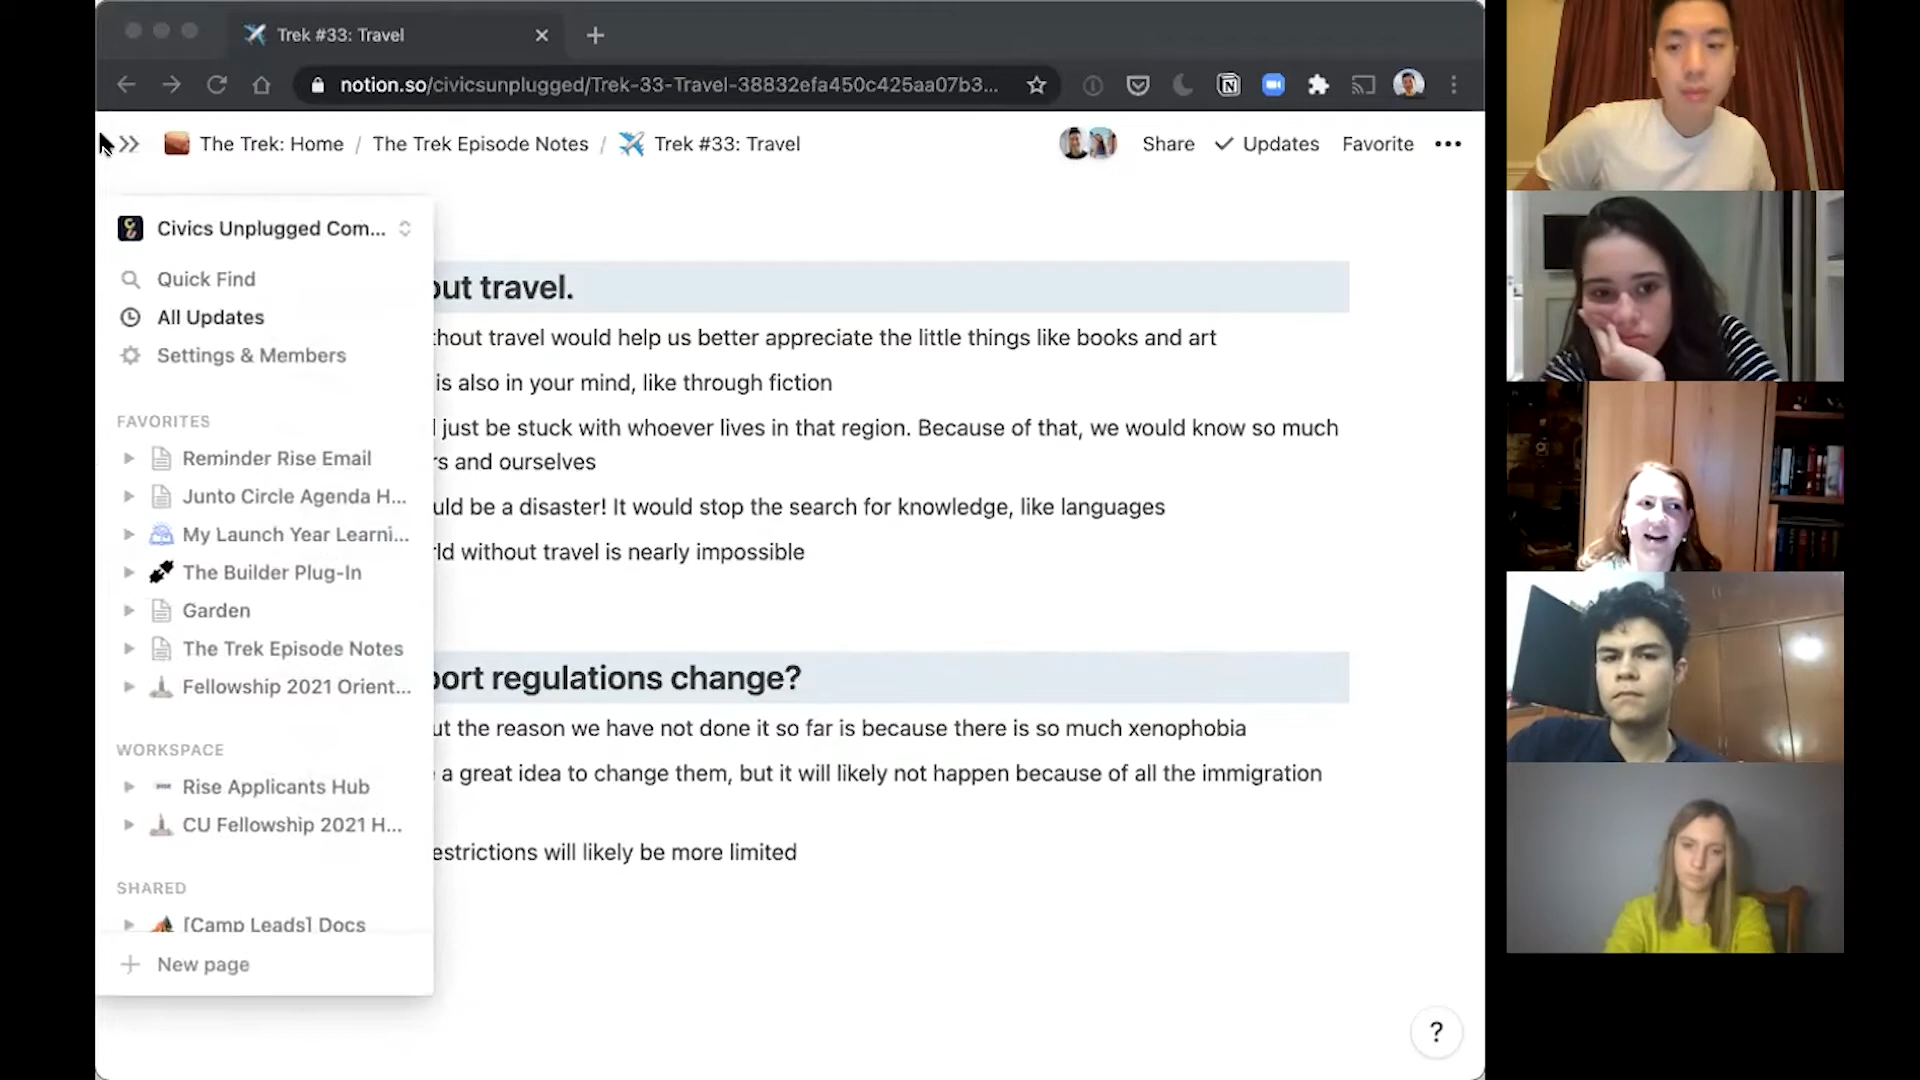 Trek #33: Travel
notion.so/civicsunplugged/Trek-33-Travel-38832efa450c425aa07b3...
The Trek: Home / The Trek Episode Notes / Trek #33: Travel
Share Updates Favorite
Civics Unplugged Com...
Quick Find
All Updates
Settings & Members
FAVORITES
Reminder Rise Email
Junto Circle Agenda H...
My Launch Year Learni...
The Builder Plug-In
Garden
The Trek Episode Notes
Fellowship 2021 Orient...
WORKSPACE
Rise Applicants Hub
CU Fellowship 2021 H...
SHARED
[Camp Leads] Docs
New page
out travel.
thout travel would help us better appreciate the little things like books and art
is also in your mind, like through fiction
just be stuck with whoever lives in that region. Because of that, we would know so much
rs and ourselves
uld be a disaster! It would stop the search for knowledge, like languages
rld without travel is nearly impossible
port regulations change?
ut the reason we have not done it so far is because there is so much xenophobia
a great idea to change them, but it will likely not happen because of all the immigration
estrictions will likely be more limited
?